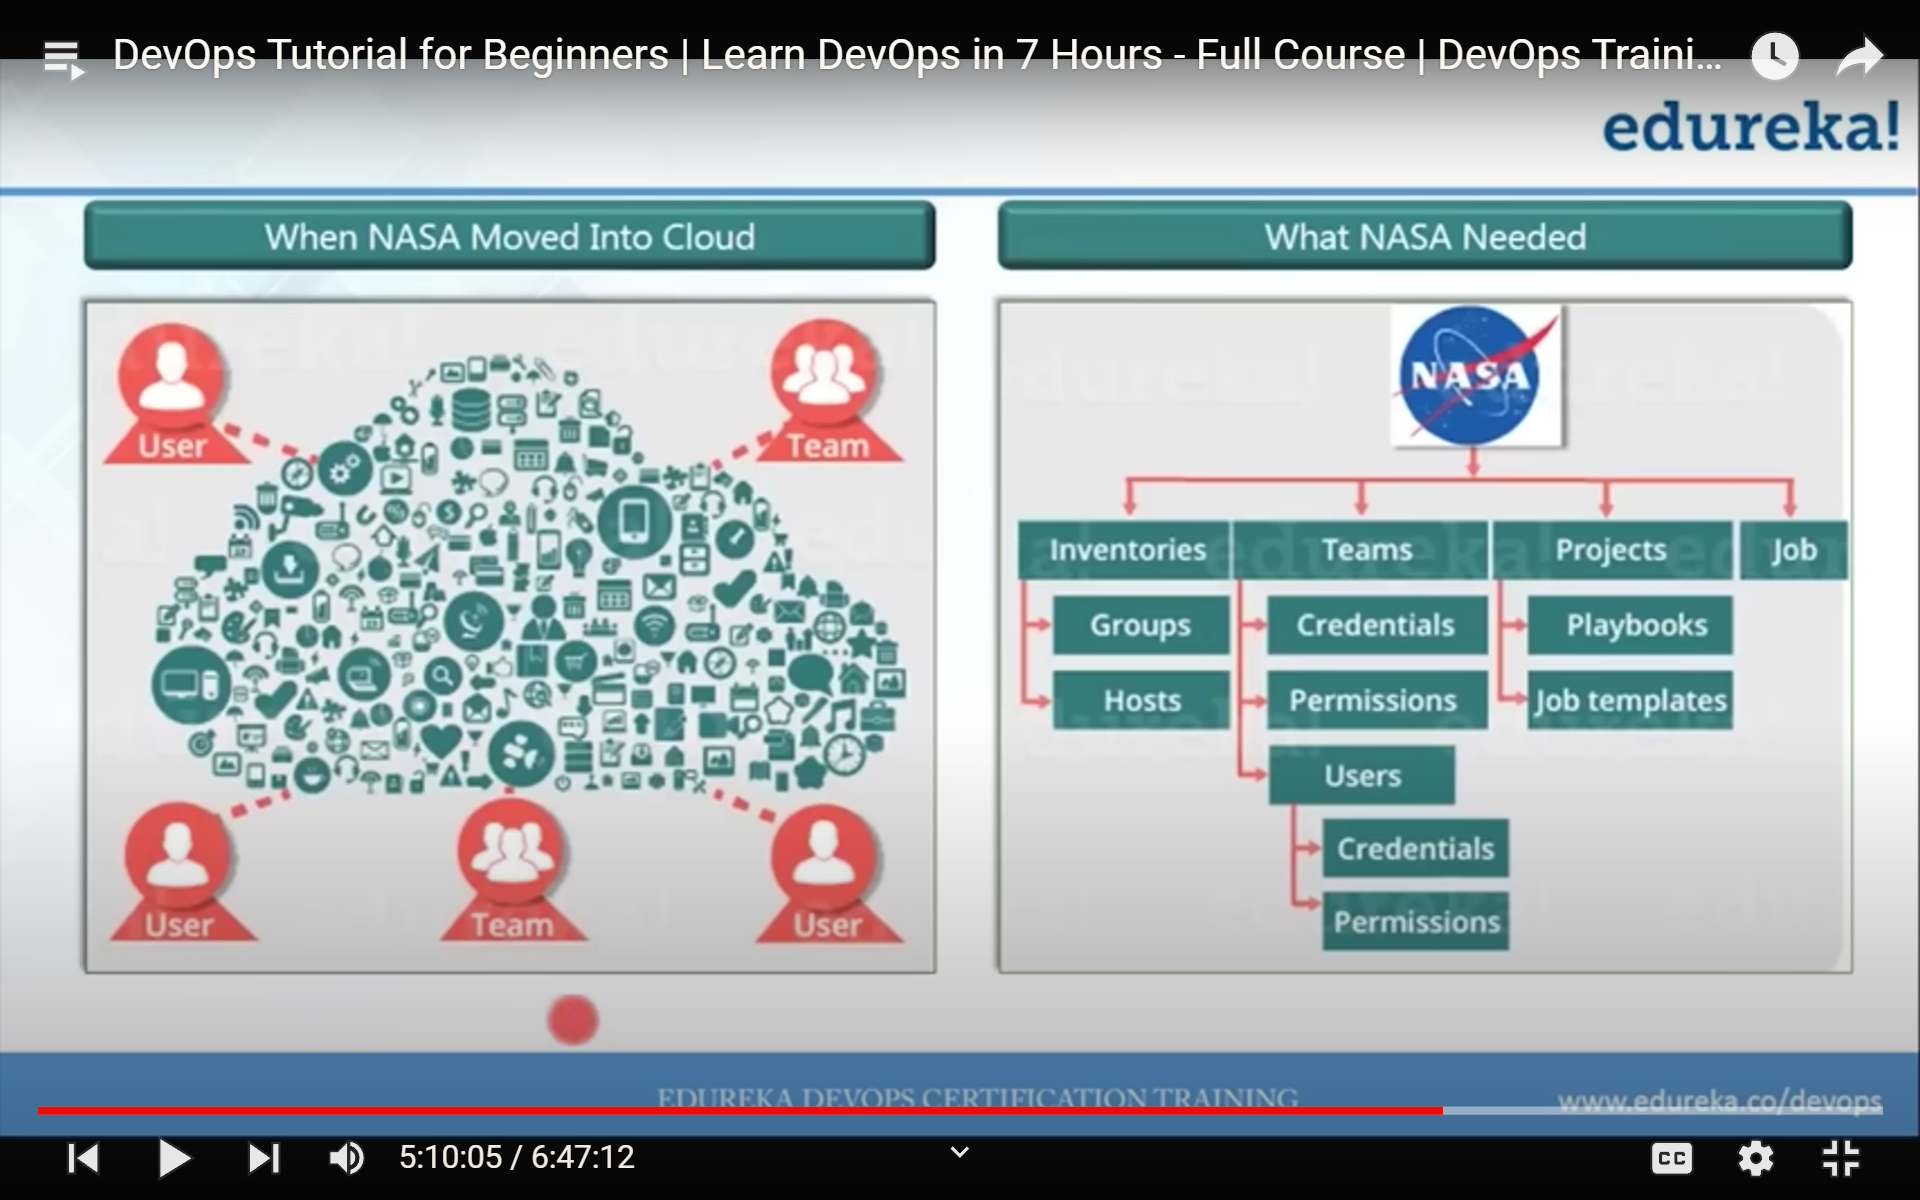 DevOps Tutorial for Beginners | Learn DevOps in 7 Hours - Full Course | DevOps Traini...
edureka!
When NASA Moved Into Cloud
What NASA Needed
User
Team
User
Team
User
NASA
Inventories
Teams
Projects
Job
Groups
Credentials
Playbooks
Hosts
Permissions
Job templates
Users
Credentials
Permissions
EDUREKA DEVOPS CERTIFICATION TRAINING
www.edureka.co/devops
5:10:05 / 6:47:12
CC